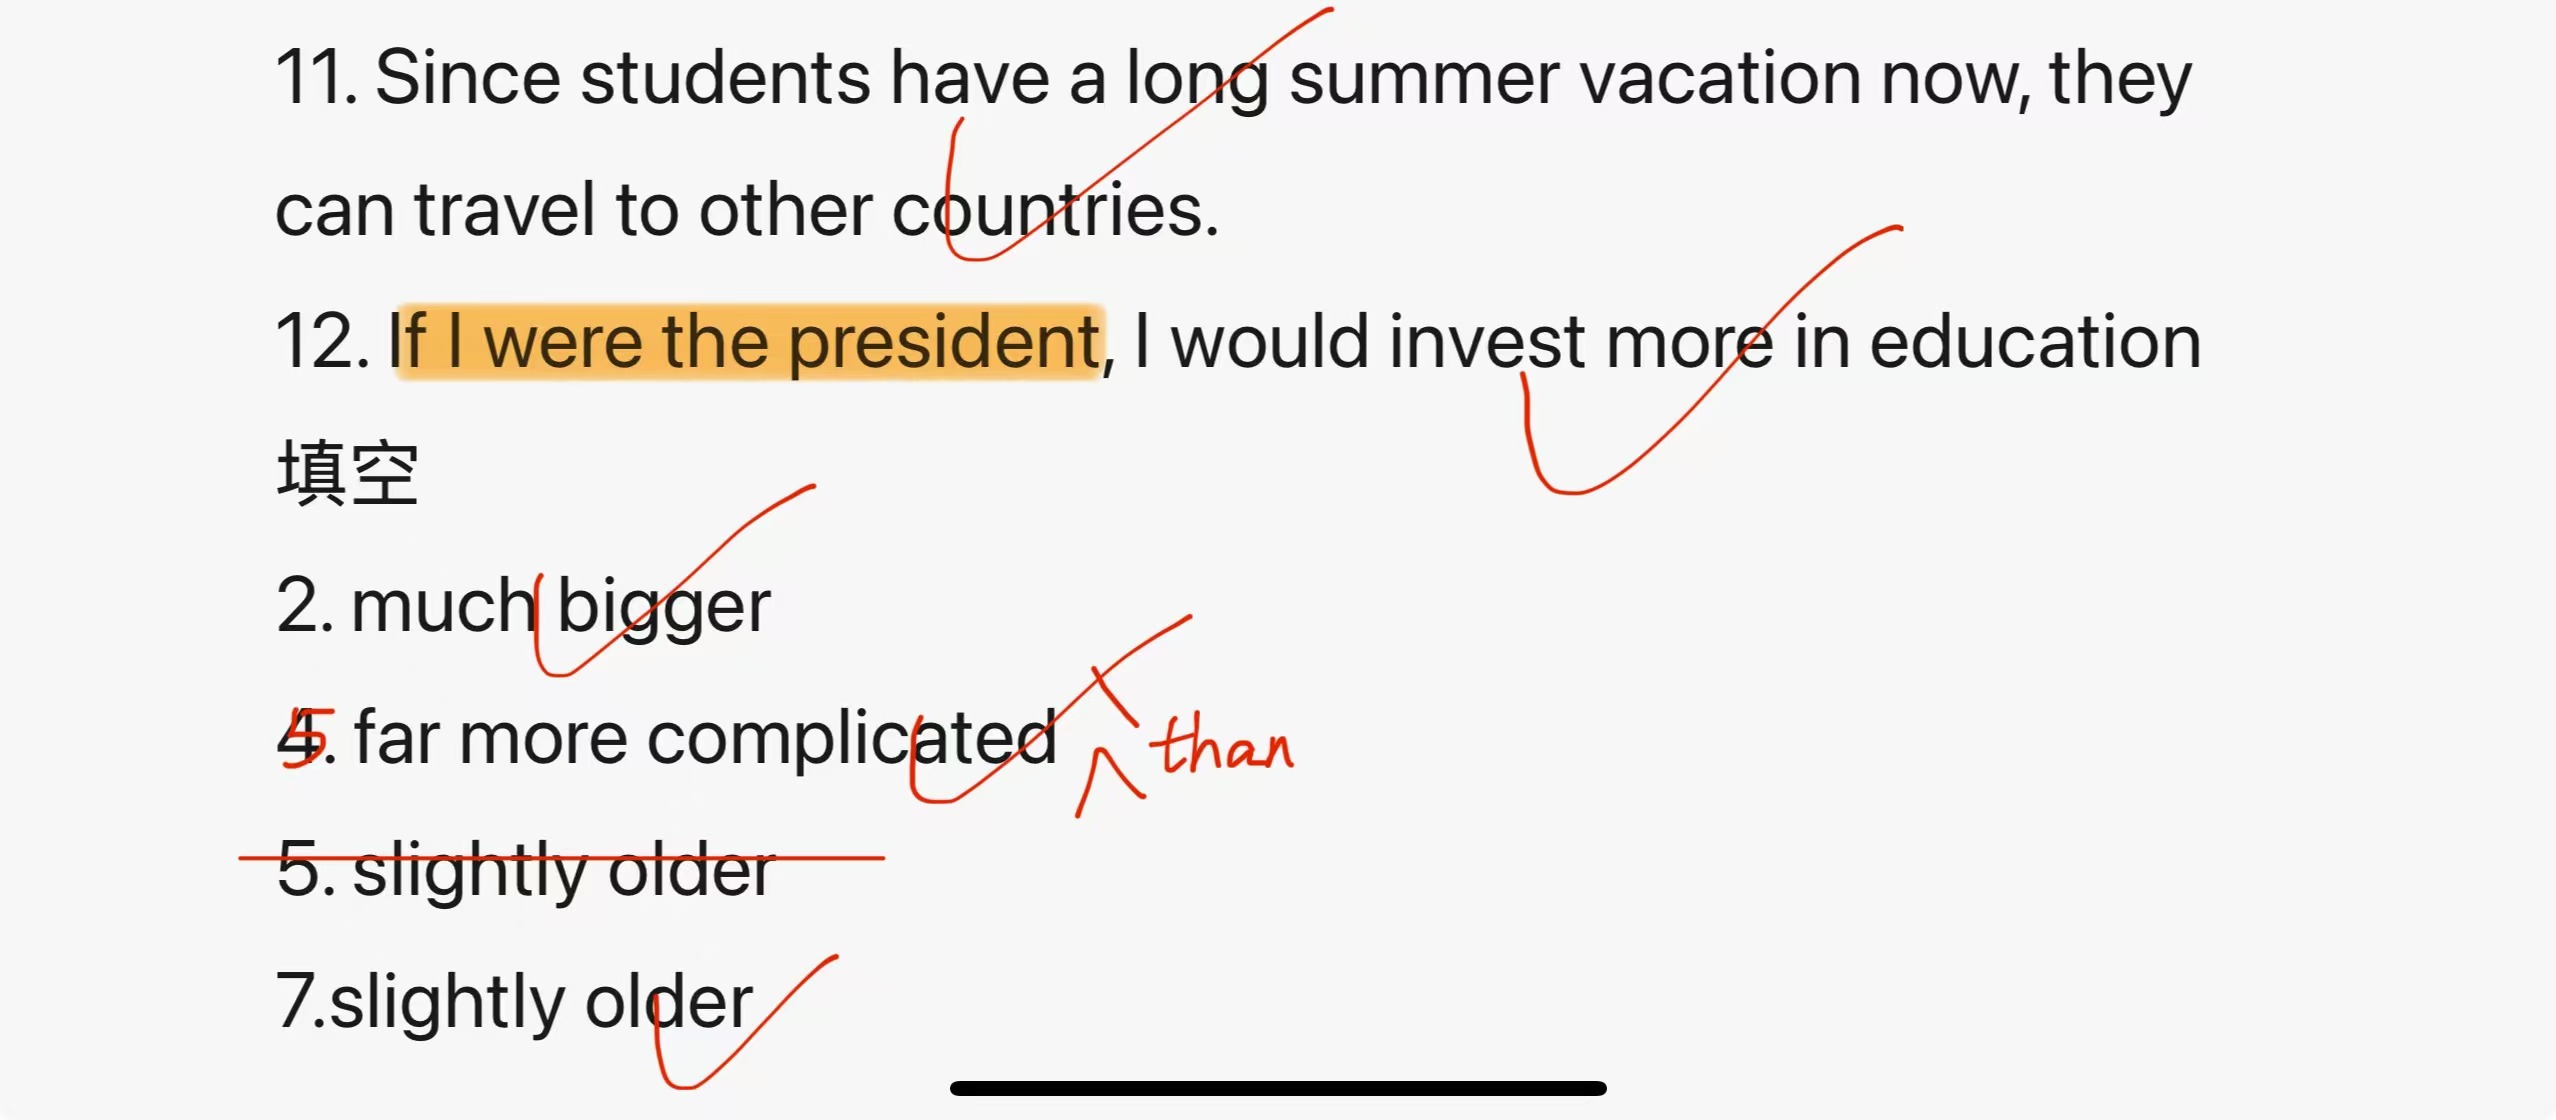 11. Since students have a long summer vacation now, they
can travel to other countries.
12. If I were the president, I would invest more in education
填空
2. much bigger
5. far more complicated than
5. slightly older
7.slightly older